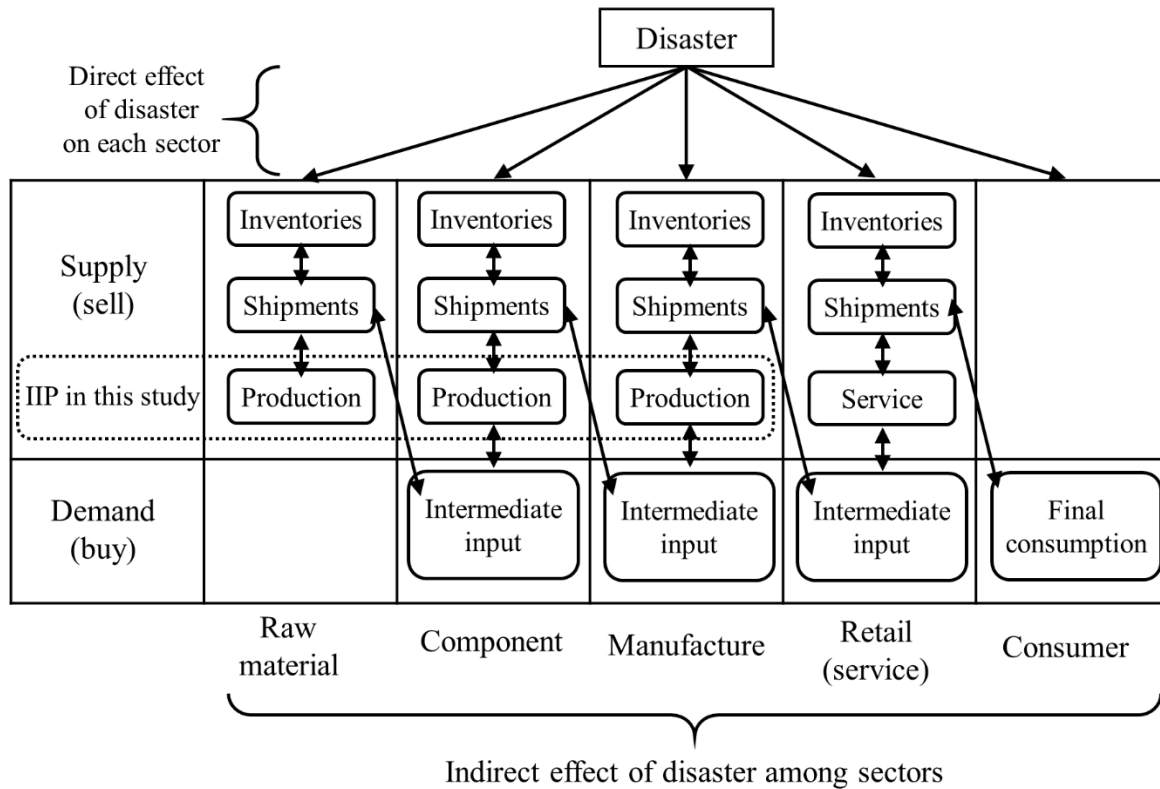 Disaster
Direct effect
of disaster
on each sector
Inventories
Inventories
Inventories
Inventories
Supply
(sell)
Shipments
Shipments
Shipments
Shipments
IIP in this study
Production
Production
Production
Service
Demand
(buy)
Intermediate
input
Intermediate
input
Intermediate
input
Final
consumption
Raw
material
Component
Manufacture
Retail
(service)
Consumer
Indirect effect of disaster among sectors